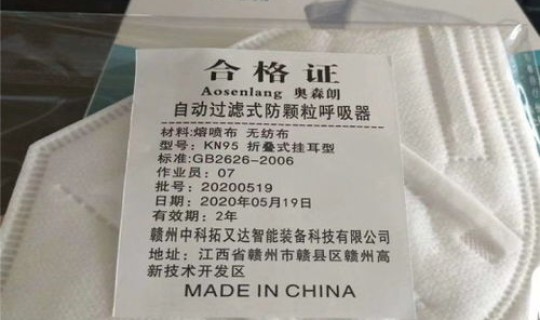 合格证
Aosenlang 奥森朗
自动过滤式防颗粒呼吸器
材料:熔喷布 无纺布
型号: KN95 折叠式挂耳型
标准:GB2626-2006
作业员: 07
批号: 20200519
日期: 2020年05月19日
有效期: 2年
赣州中科拓又达智能装备科技有限公司
地址: 江西省赣州市赣县区赣州高
新技术开发区
MADE IN CHINA